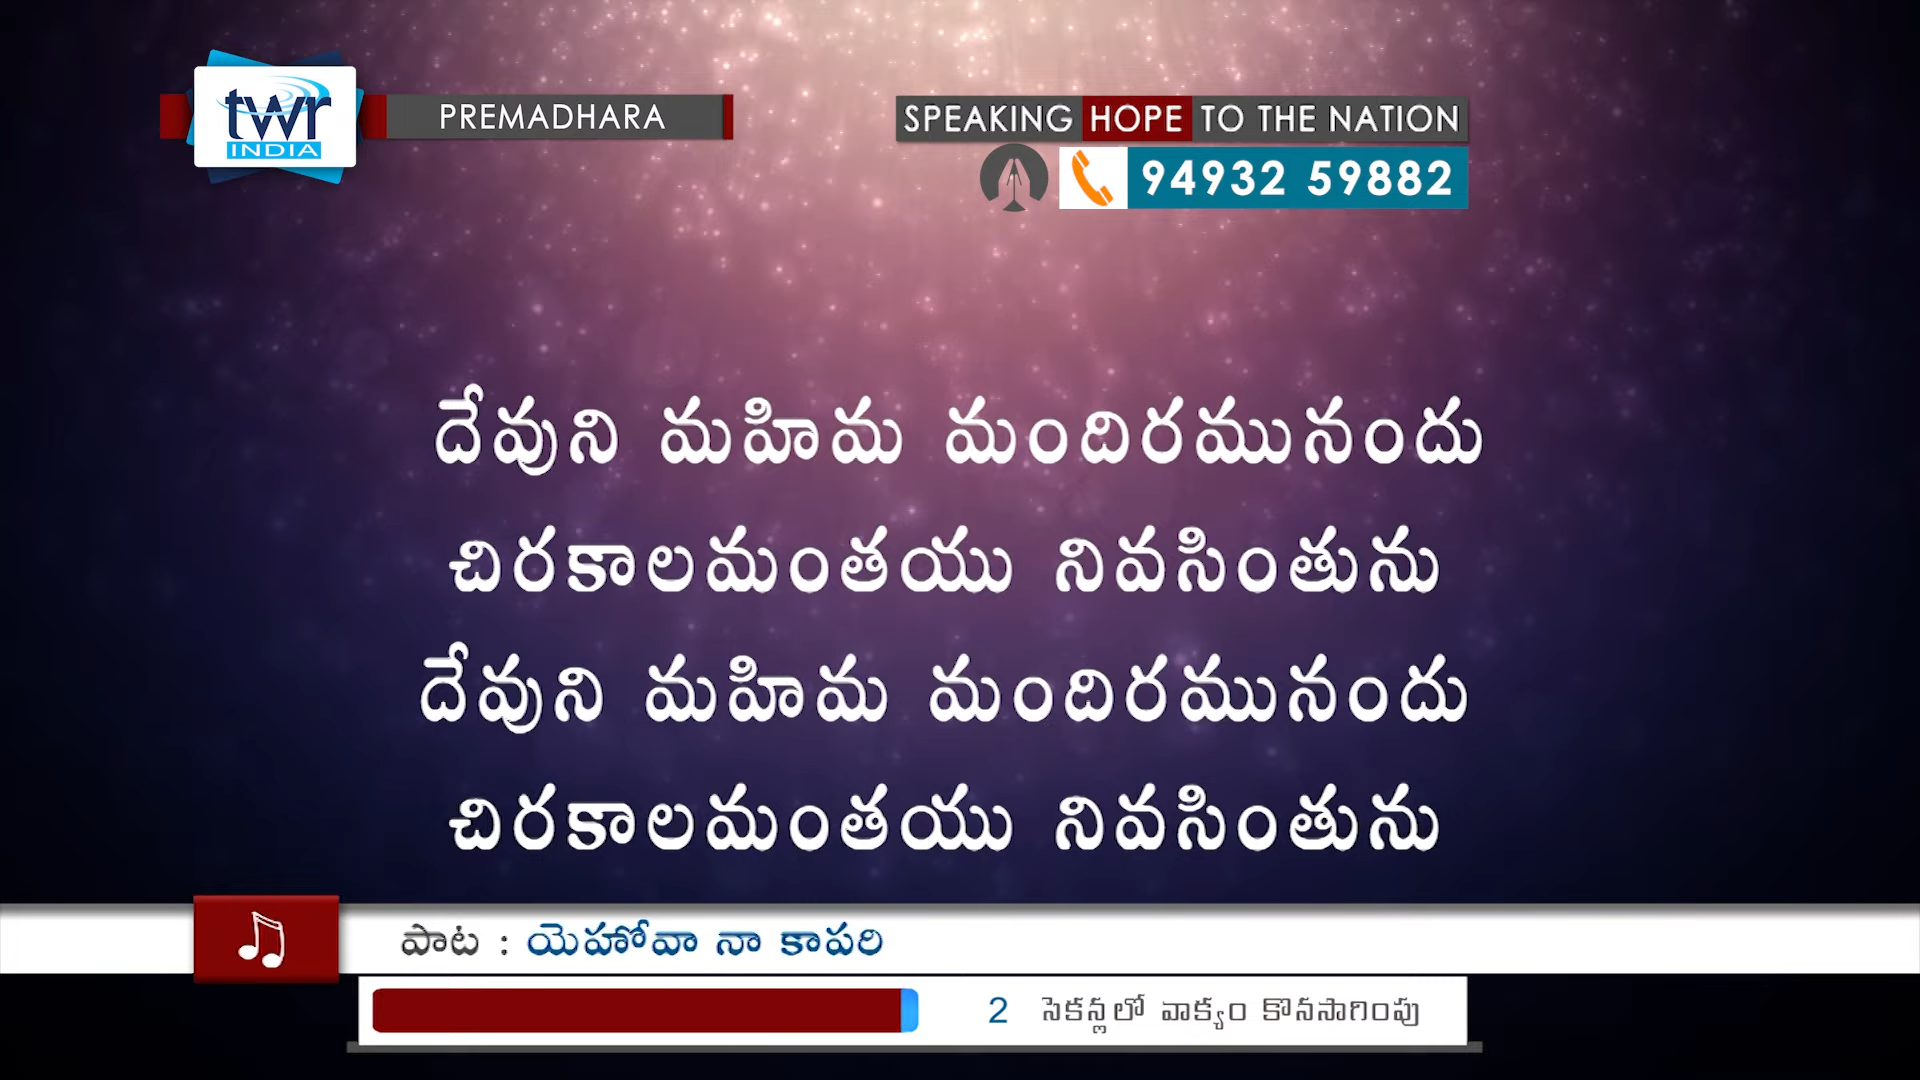 twr
INDIA
PREMADHARA
SPEAKING HOPE TO THE NATION
94932 59882
దేవుని మహిమ మందిరమునందు
చిరకాలమంతయు నివసింతును
దేవుని మహిమ మందిరమునందు
చిరకాలమంతయు నివసింతును
పాట : యెహోవా నా కాపరి
2 సెకన్లలో వాక్యం కొనసాగింపు